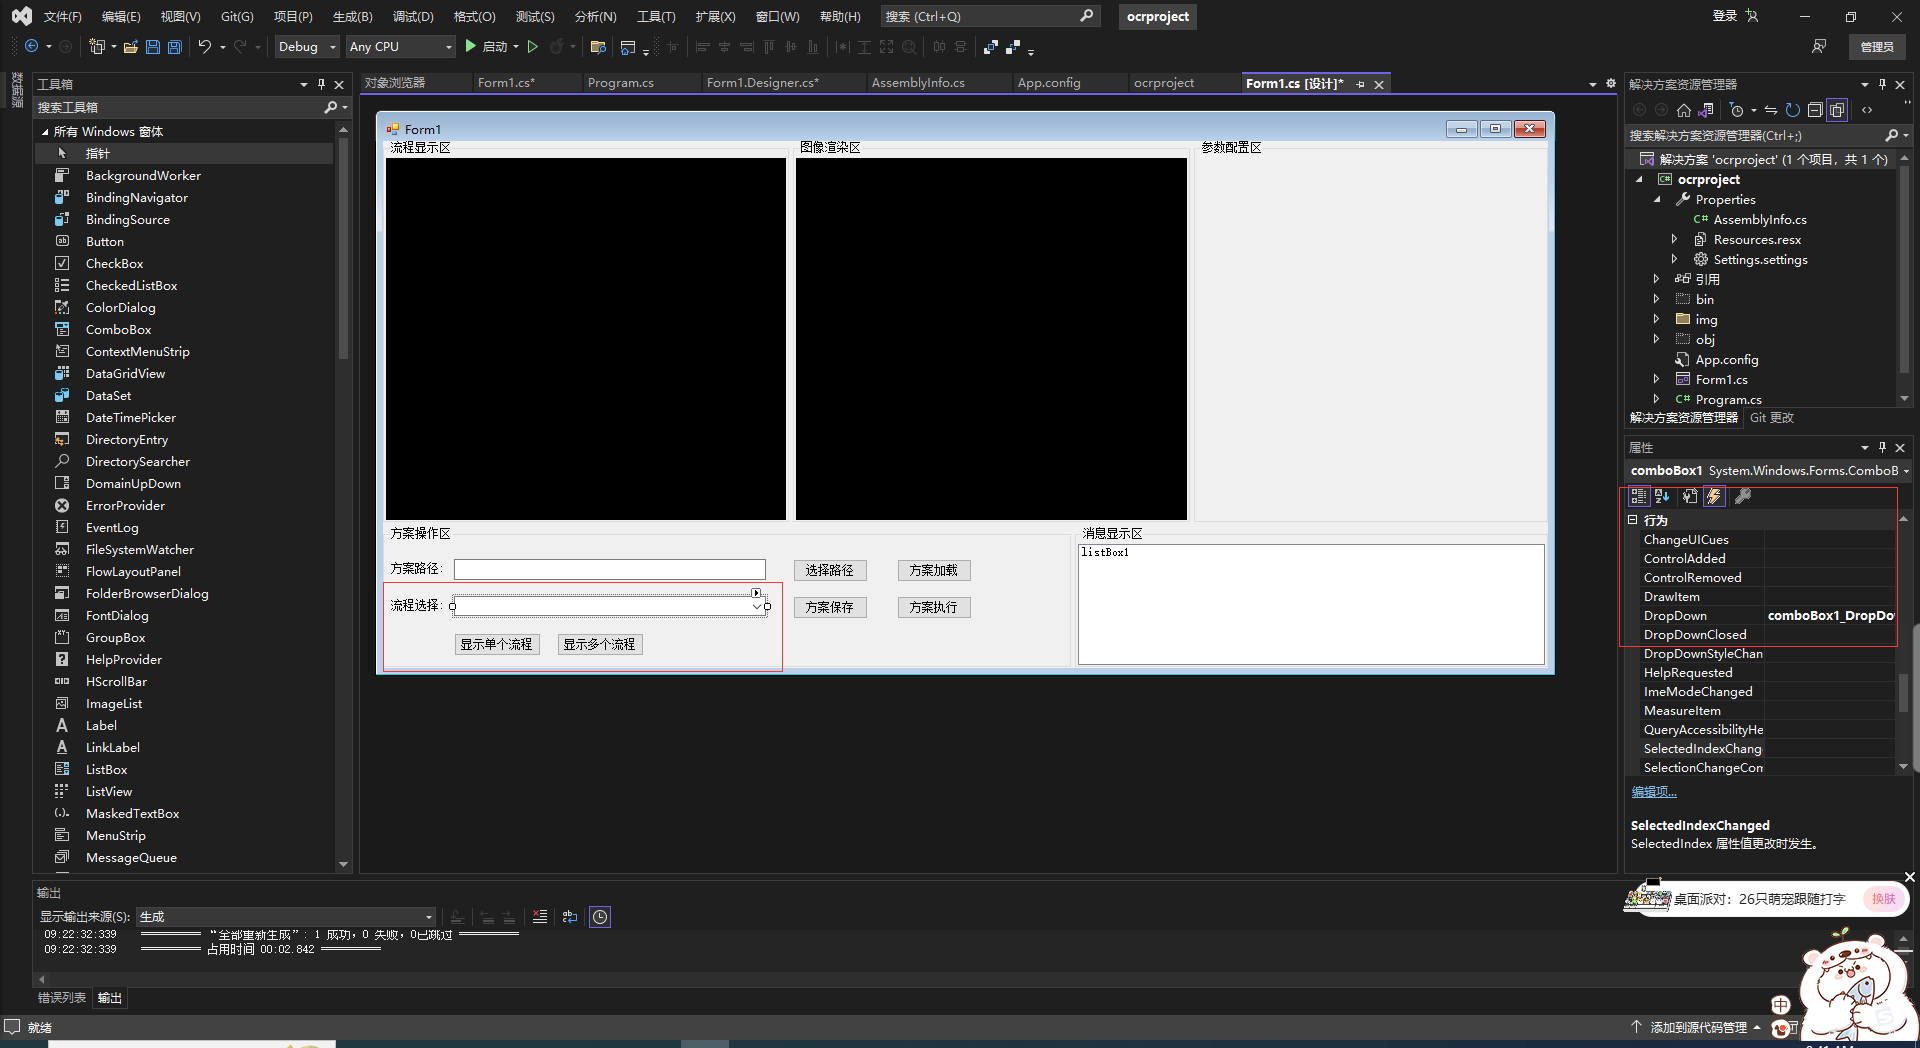 文件(F) 编辑(E) 视图(V) Git(G) 项目(P) 生成(B) 调试(D) 格式(O) 测试(S) 分析(N) 工具(T) 扩展(X) 窗口(W) 帮助(H) 搜索 (Ctrl+Q) ocrproject 登录
Debug Any CPU 启动 管理员
数据源
工具箱
搜索工具箱
所有 Windows 窗体
指针
BackgroundWorker
BindingNavigator
BindingSource
Button
CheckBox
CheckedListBox
ColorDialog
ComboBox
ContextMenuStrip
DataGridView
DataSet
DateTimePicker
DirectoryEntry
DirectorySearcher
DomainUpDown
ErrorProvider
EventLog
FileSystemWatcher
FlowLayoutPanel
FolderBrowserDialog
FontDialog
GroupBox
HelpProvider
HScrollBar
ImageList
Label
LinkLabel
ListBox
ListView
MaskedTextBox
MenuStrip
MessageQueue
对象浏览器 Form1.cs* Program.cs Form1.Designer.cs* AssemblyInfo.cs App.config ocrproject Form1.cs [设计]*
Form1
流程显示区 图像渲染区 参数配置区
方案操作区 消息显示区
listBox1
方案路径: 选择路径 方案加载
流程选择: 方案保存 方案执行
显示单个流程 显示多个流程
解决方案资源管理器
搜索解决方案资源管理器(Ctrl+;)
解决方案 'ocrproject' (1 个项目, 共 1 个)
ocrproject
Properties
AssemblyInfo.cs
Resources.resx
Settings.settings
引用
bin
img
obj
App.config
Form1.cs
Program.cs
解决方案资源管理器 Git 更改
属性
comboBox1 System.Windows.Forms.ComboB
行为
ChangeUICues
ControlAdded
ControlRemoved
DrawItem
DropDown comboBox1_DropDo
DropDownClosed
DropDownStyleChan
HelpRequested
ImeModeChanged
MeasureItem
QueryAccessibilityHe
SelectedIndexChang
SelectionChangeCon
编辑项...
SelectedIndexChanged
SelectedIndex 属性值更改时发生。
桌面派对: 26只萌宠跟随打字 换肤
输出
显示输出来源(S): 生成
09:22:32:339 ========== “全部重新生成”: 1 成功, 0 失败, 0已跳过 ==========
09:22:32:339 ========== 占用时间 00:02.842 ==========
错误列表 输出
中
就绪 添加到源代码管理